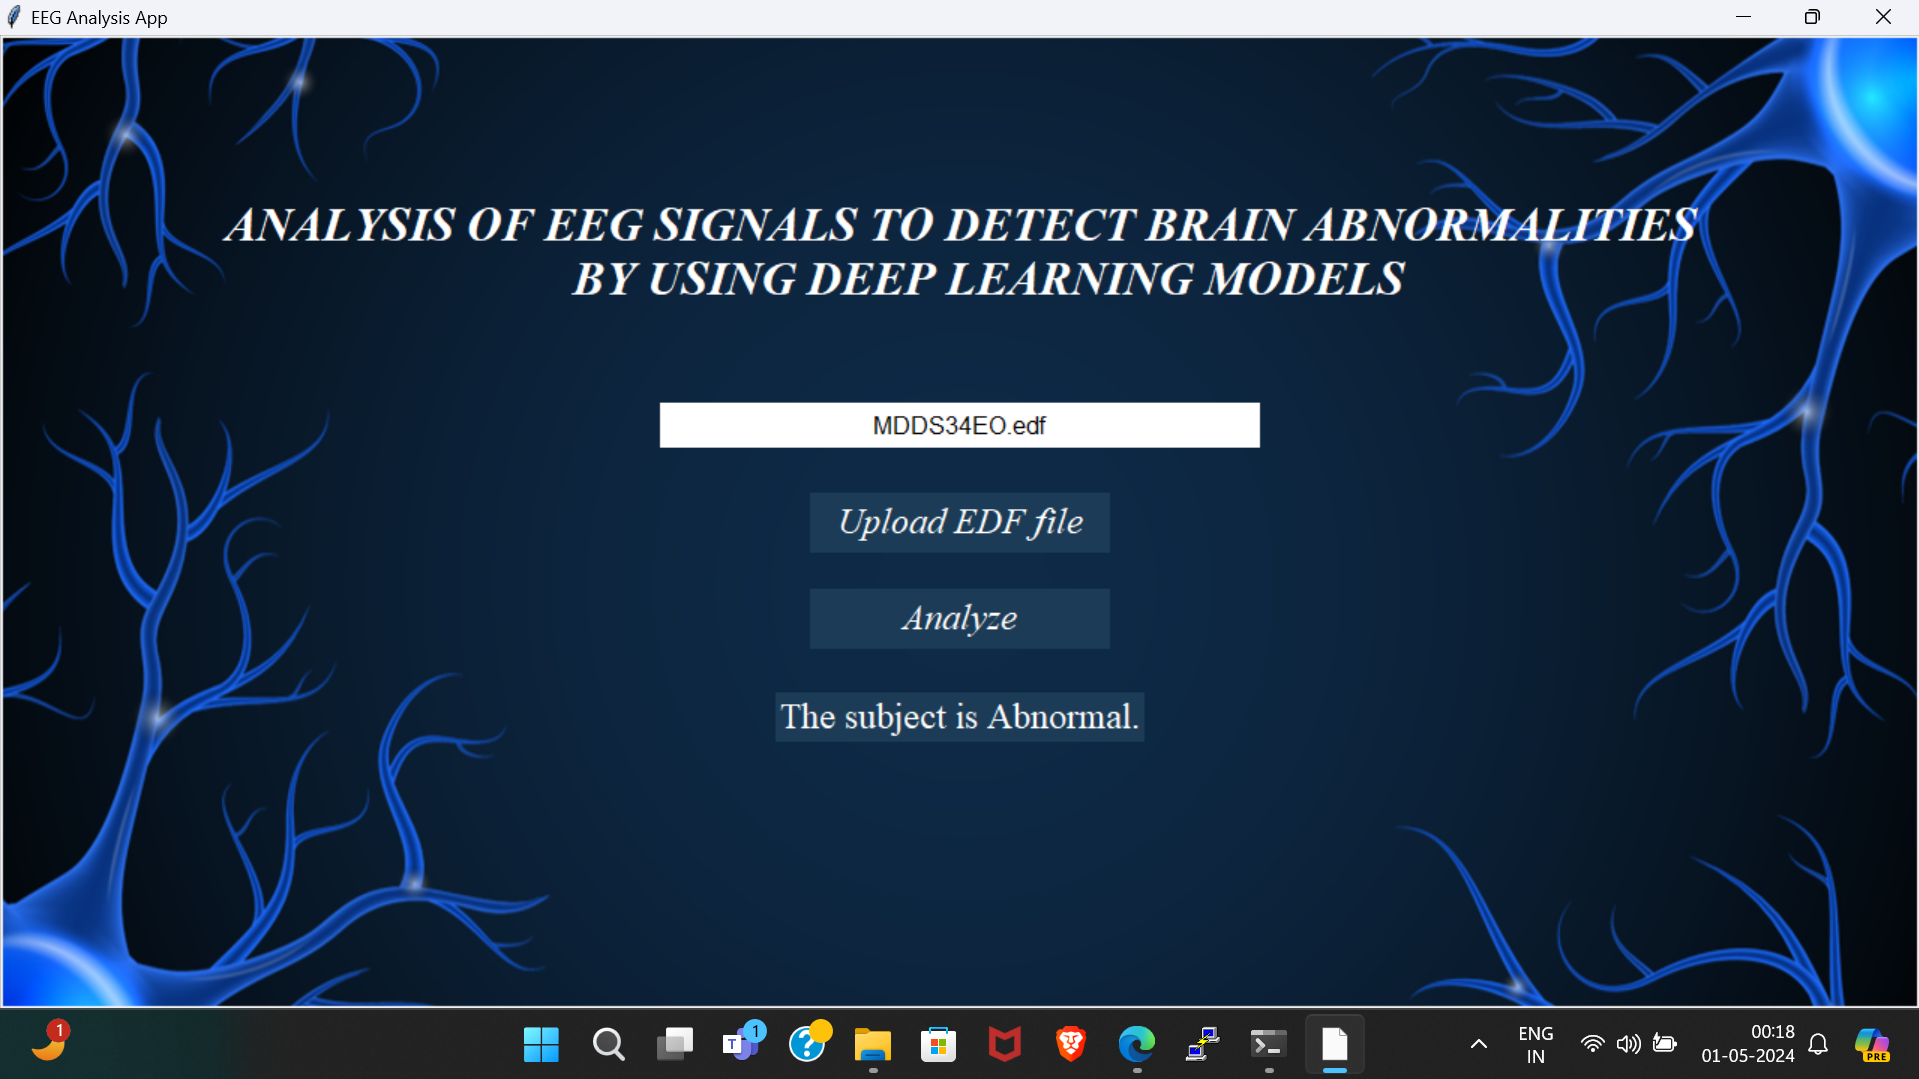 EEG Analysis App
ANALYSIS OF EEG SIGNALS TO DETECT BRAIN ABNORMALITIES
BY USING DEEP LEARNING MODELS
MDDS34EO.edf
Upload EDF file
Analyze
The subject is Abnormal.
1
T
1
?
ENG
IN
00:18
01-05-2024
PRE